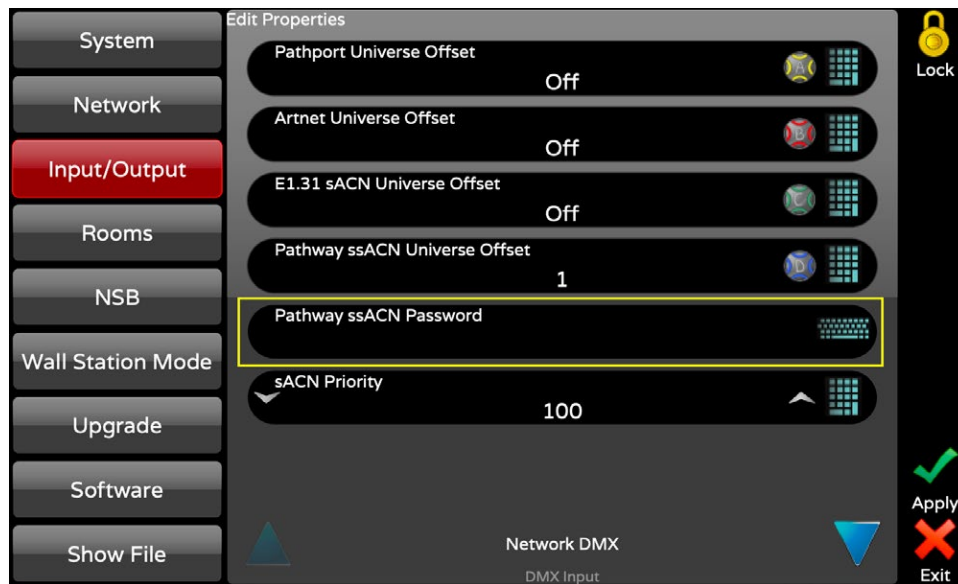 Edit Properties
System
Network
Input/Output
Rooms
NSB
Wall Station Mode
Upgrade
Software
Show File
Pathport Universe Offset
Off
A
Artnet Universe Offset
Off
B
E1.31 sACN Universe Offset
Off
C
Pathway ssACN Universe Offset
1
D
Pathway ssACN Password
sACN Priority
100
Network DMX
DMX Input
Lock
Apply
Exit